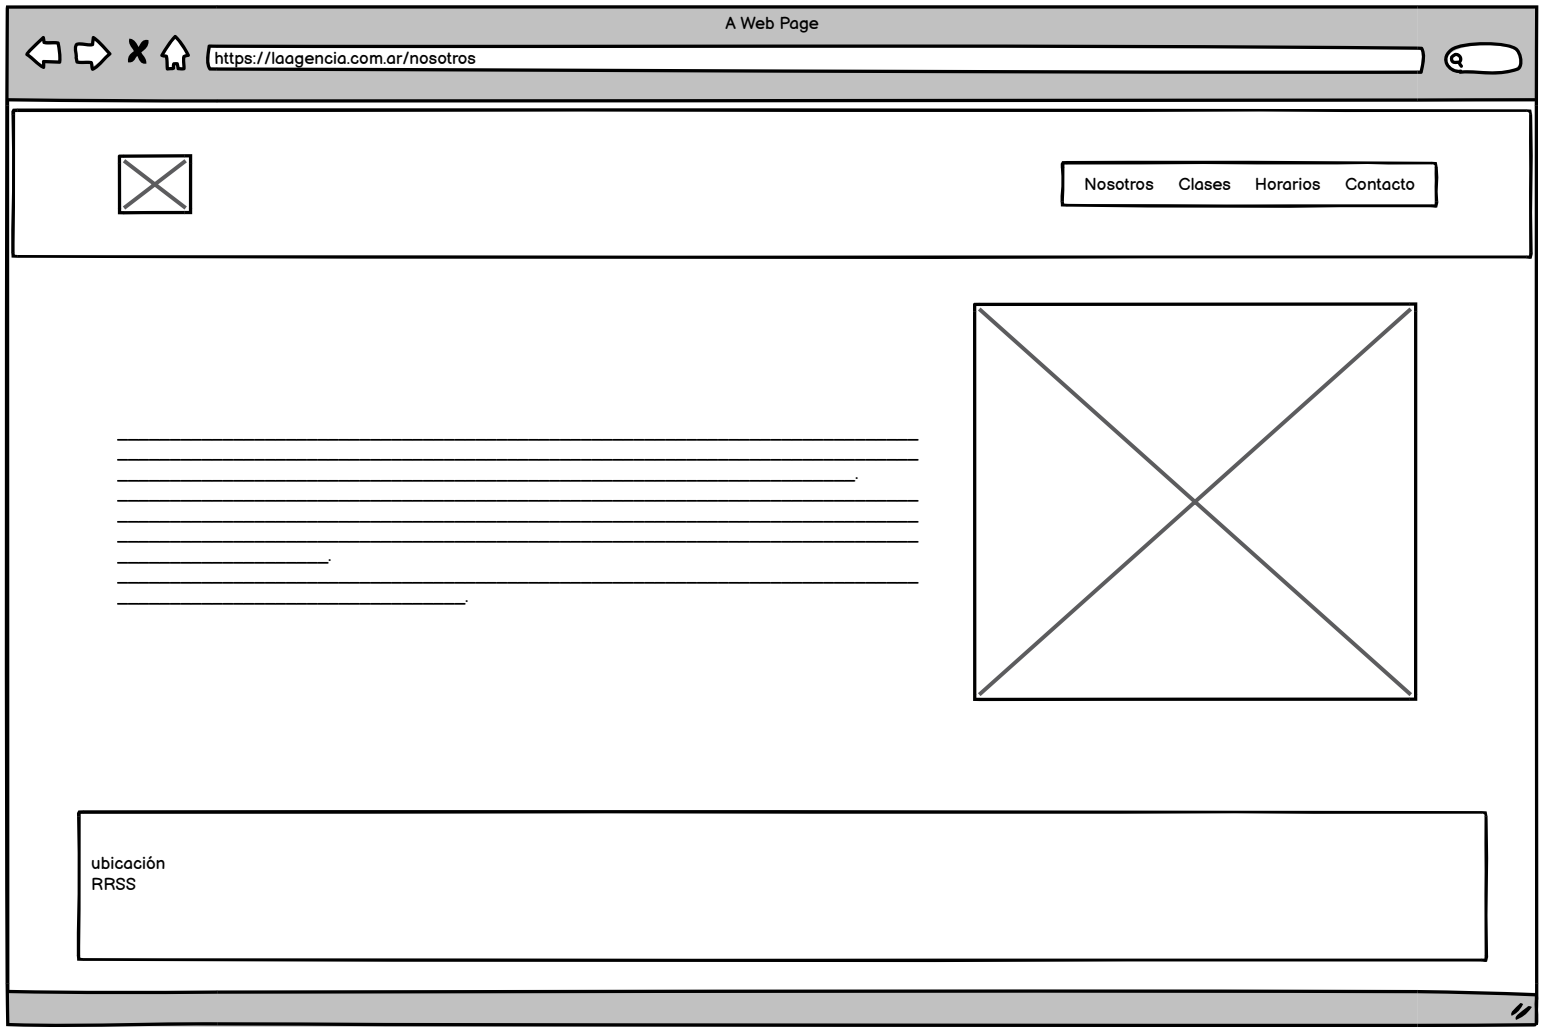 A Web Page
https://laagencia.com.ar/nosotros
Nosotros Clases Horarios Contacto
ubicación
RRSS